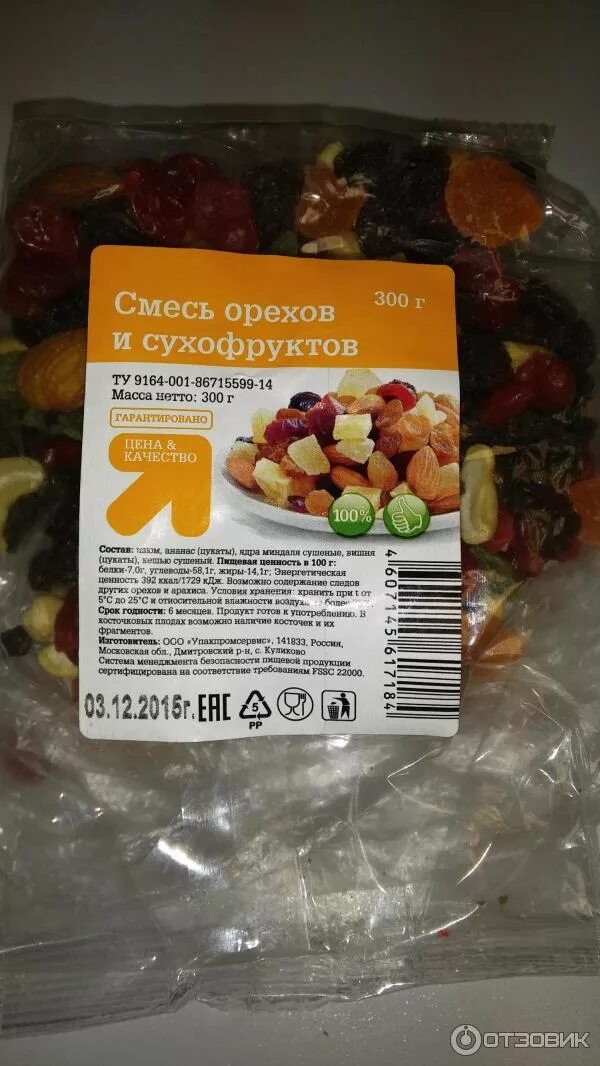 Смесь орехов
и сухофруктов
300 г
ТУ 9164-001-86715599-14
Масса нетто: 300 г
ГАРАНТИРОВАНО
ЦЕНА &
КАЧЕСТВО
100%
Состав: изюм, ананас (цукаты), ядра миндаля сушеные, вишня
(цукаты), кешью сушеный. Пищевая ценность в 100 г:
белки-7,0г, углеводы-58,1г, жиры-14,1г; Энергетическая
ценность 392 ккал/1729 кДж. Возможно содержание следов
других орехов и арахиса. Условия хранения: хранить при t от
5°С до 25°С и относительной влажности воздуха не более
Срок годности: 6 месяцев. Продукт готов к употреблению. В
косточковых плодах возможно наличие косточек и их
фрагментов.
Изготовитель: ООО «Упакпромсервис», 141833, Россия,
Московская обл., Дмитровский р-н, с. Куликово
Система менеджмента безопасности пищевой продукции
сертифицирована на соответствие требованиям FSSC 22000.
03.12.2015г.
ЕАС
5
PP
4607145617184
ОТЗОВИК